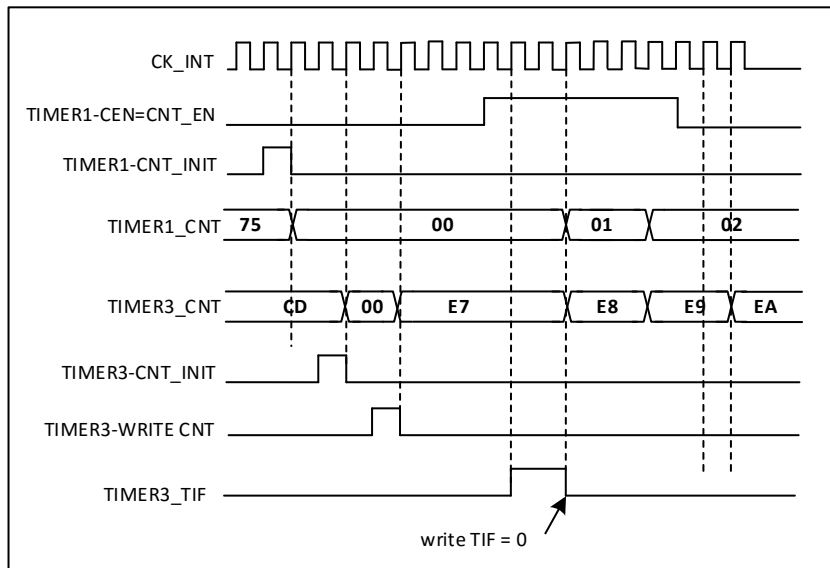 CK_INT
TIMER1-CEN=CNT_EN
TIMER1-CNT_INIT
TIMER1_CNT 75 00 01 02
TIMER3_CNT CD 00 E7 E8 E9 EA
TIMER3-CNT_INIT
TIMER3-WRITE CNT
TIMER3_TIF
write TIF = 0